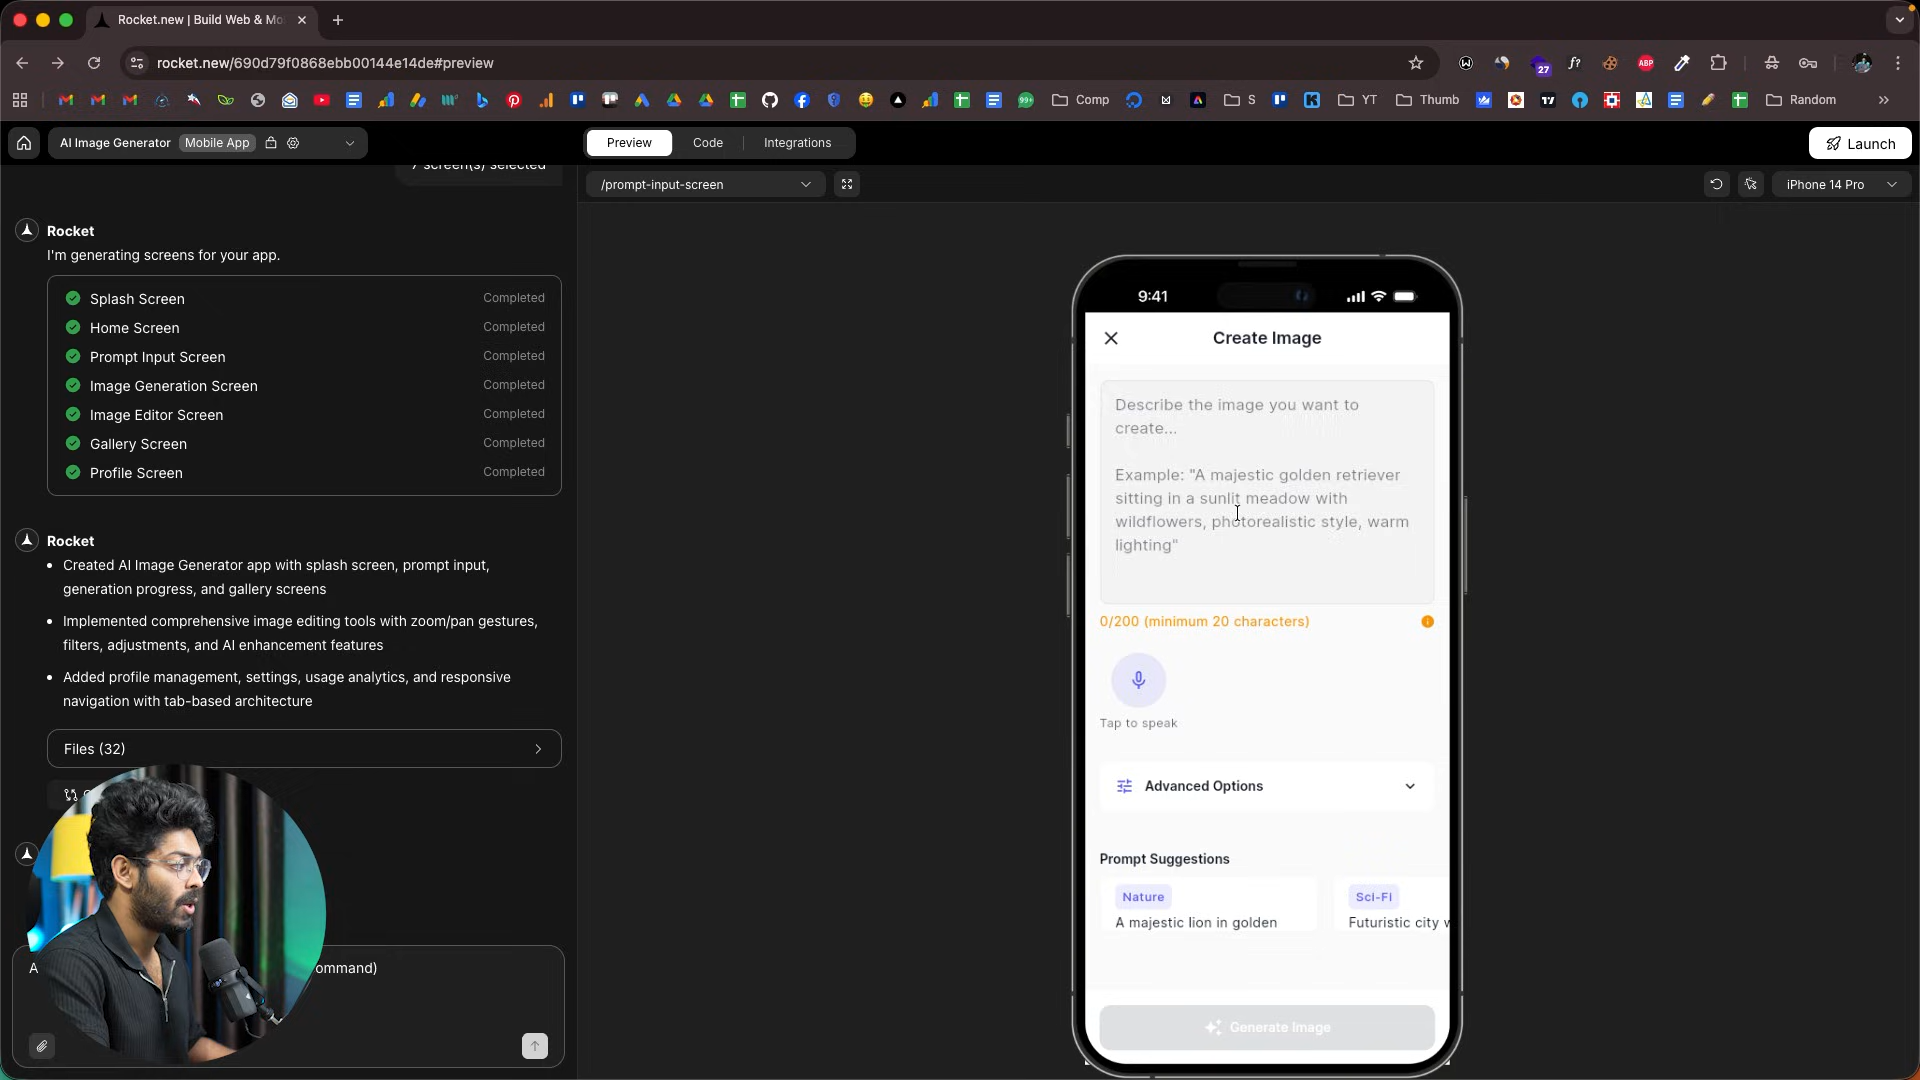 Rocket.new | Build Web & Mo
rocket.new/690d79f0868ebb00144e14de#preview
27
ABP
99+
Comp
S
YT
Thumb
Random
AI Image Generator
Mobile App
Preview
Code
Integrations
Launch
7 screen(s) selected
/prompt-input-screen
iPhone 14 Pro
Rocket
I'm generating screens for your app.
Splash Screen Completed
Home Screen Completed
Prompt Input Screen Completed
Image Generation Screen Completed
Image Editor Screen Completed
Gallery Screen Completed
Profile Screen Completed
Rocket
Created AI Image Generator app with splash screen, prompt input,
generation progress, and gallery screens
Implemented comprehensive image editing tools with zoom/pan gestures,
filters, adjustments, and AI enhancement features
Added profile management, settings, usage analytics, and responsive
navigation with tab-based architecture
Files (32)
A
ommand)
9:41
Create Image
Describe the image you want to
create...
Example: "A majestic golden retriever
sitting in a sunlit meadow with
wildflowers, photorealistic style, warm
lighting"
0/200 (minimum 20 characters)
Tap to speak
Advanced Options
Prompt Suggestions
Nature
A majestic lion in golden
Sci-Fi
Futuristic city w
Generate Image